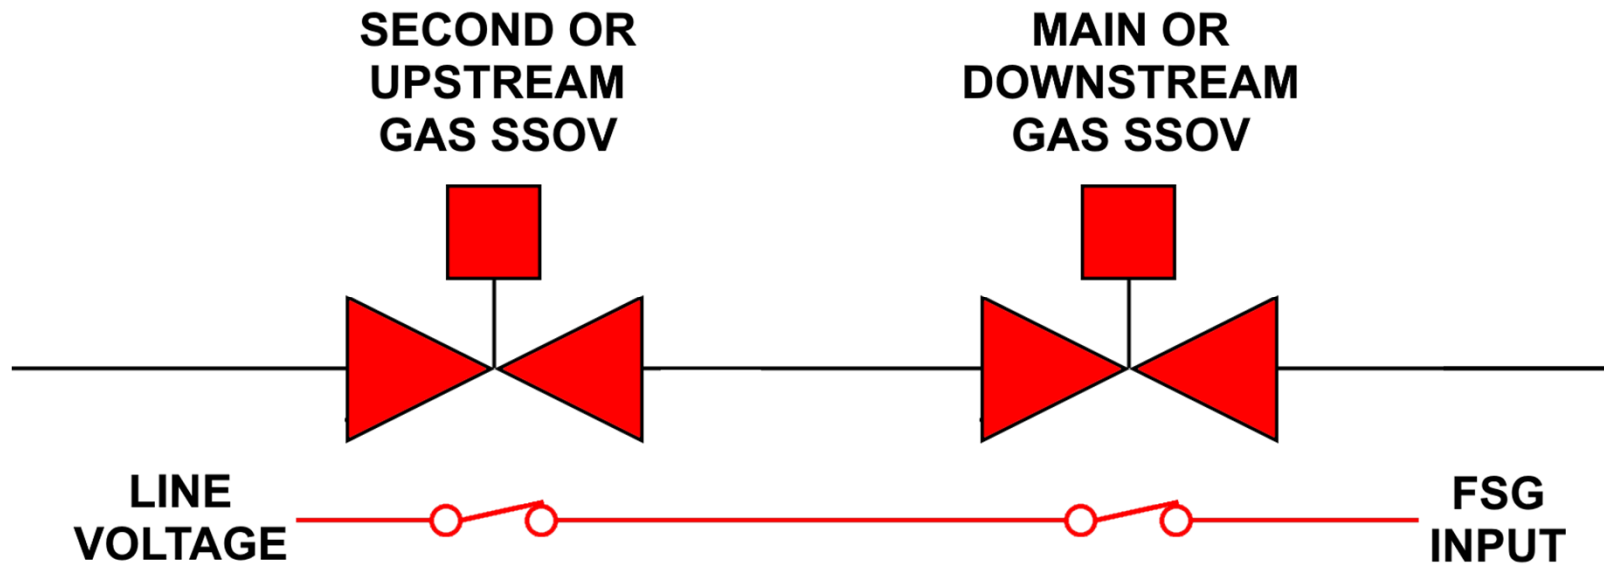 SECOND OR
UPSTREAM
GAS SSOV
MAIN OR
DOWNSTREAM
GAS SSOV
LINE
VOLTAGE
FSG
INPUT